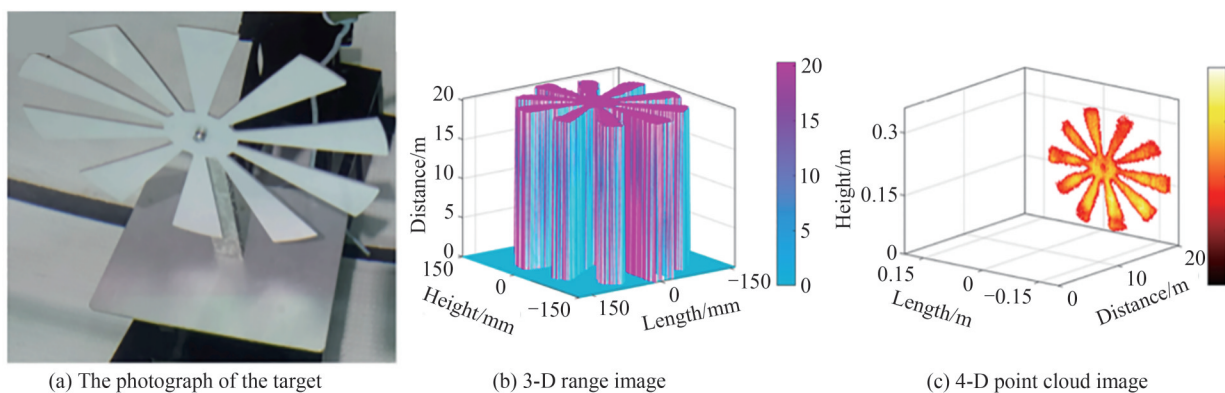 20
15
10
5
0
Distance/m
150
0
−150
Height/mm
150
0
−150
Length/mm
20
15
10
5
0
0.3
0.15
0
Height/m
0.15
0
−0.15
Length/m
0
10
20
Distance/m
(a) The photograph of the target
(b) 3-D range image
(c) 4-D point cloud image